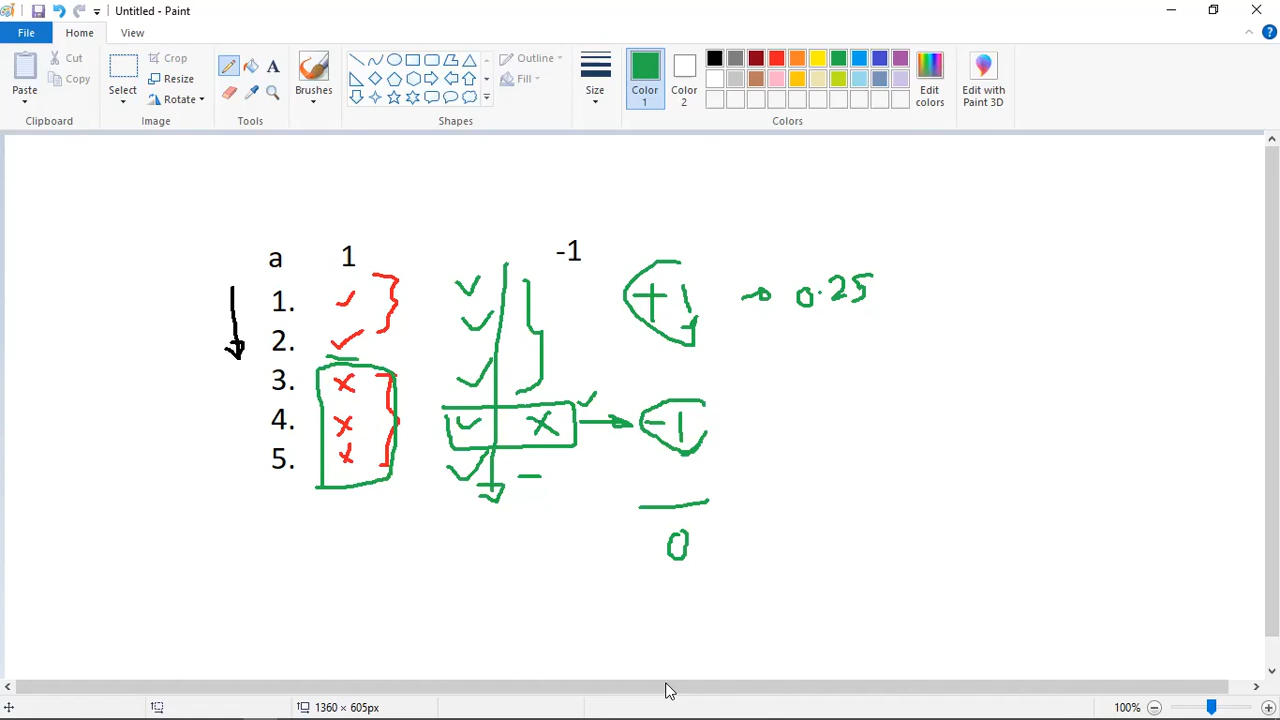 Untitled - Paint
File Home View
Paste Cut Copy
Clipboard
Select Crop Resize Rotate
Image
Tools
Brushes
Outline Fill
Shapes
Size
Color 1
Color 2
Edit colors
Colors
Edit with Paint 3D
a 1 -1
1. +1 0.25
2.
3.
4. -1
5. -
0
1360 × 605px
100%